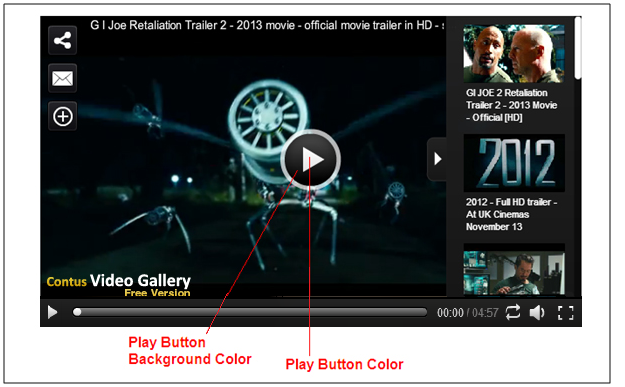 G I Joe Retaliation Trailer 2 - 2013 movie - official movie trailer in HD -
GI JOE 2 Retaliation
Trailer 2 - 2013 Movie
- Official [HD]
2012
2012 - Full HD trailer -
At UK Cinemas
November 13
Contus Video Gallery
Free Version
00:00 / 04:57
Play Button
Background Color
Play Button Color